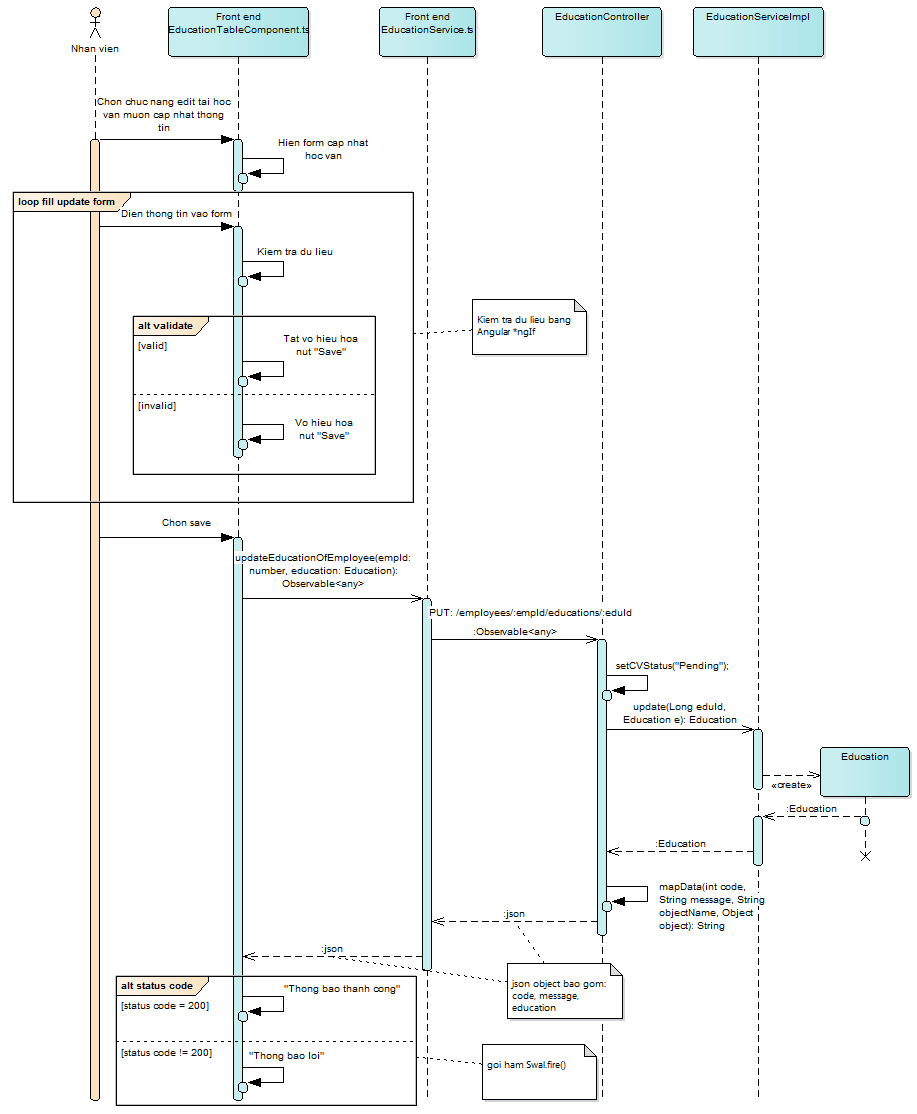 Nhan vien
Front end
EducationTableComponent.ts
Front end
EducationService.ts
EducationController
EducationServiceImpl
Chon chuc nang edit tai hoc
van muon cap nhat thong
tin
Hien form cap nhat
hoc van
loop fill update form
Dien thong tin vao form
Kiem tra du lieu
Kiem tra du lieu bang
Angular *ngIf
alt validate
[valid]
Tat vo hieu hoa
nut "Save"
[invalid]
Vo hieu hoa
nut "Save"
Chon save
updateEducationOfEmployee(empId:
number, education: Education):
Observable<any>
PUT: /employees/:empId/educations/:eduId
:Observable<any>
setCVStatus("Pending");
update(Long eduId,
Education e): Education
Education
«create»
:Education
:Education
mapData(int code,
String message, String
objectName, Object
object): String
:json
:json
json object bao gom:
code, message,
education
alt status code
[status code = 200]
"Thong bao thanh cong"
[status code != 200]
"Thong bao loi"
goi ham Swal.fire()